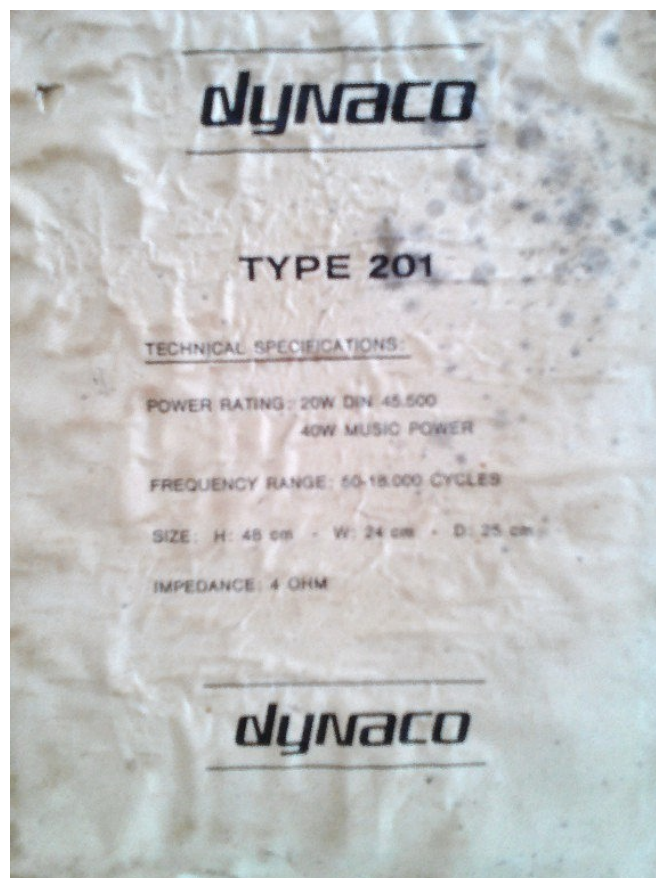 dynaco
TYPE 201
TECHNICAL SPECIFICATIONS:
POWER RATING: 20W DIN 45.500
40W MUSIC POWER
FREQUENCY RANGE: 50-18.000 CYCLES
SIZE: H: 48 cm - W: 24 cm - D: 25 cm
IMPEDANCE: 4 OHM
dynaco